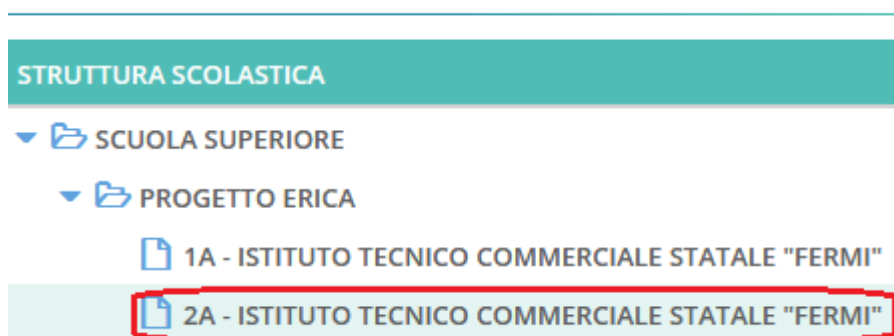 STRUTTURA SCOLASTICA
SCUOLA SUPERIORE
PROGETTO ERICA
1A - ISTITUTO TECNICO COMMERCIALE STATALE "FERMI"
2A - ISTITUTO TECNICO COMMERCIALE STATALE "FERMI"